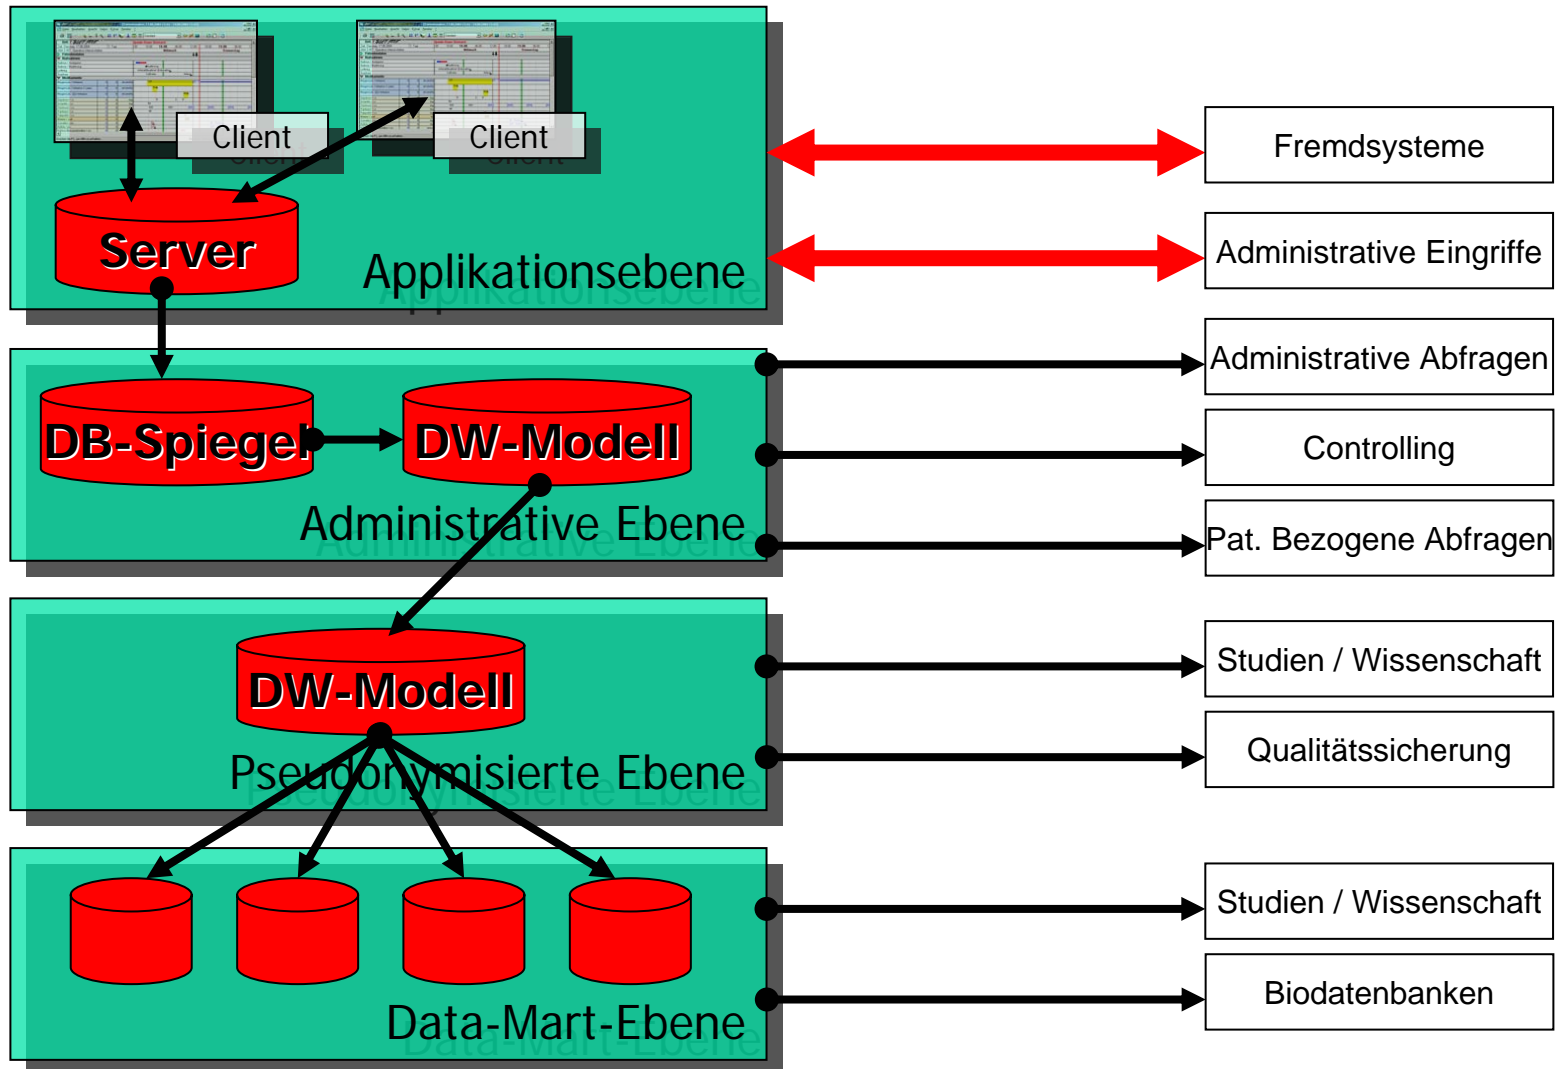 Client
Client
Fremdsysteme
Server
Administrative Eingriffe
Applikationsebene
Administrative Abfragen
DB-Spiegel
DW-Modell
Controlling
Administrative Ebene
Pat. Bezogene Abfragen
Studien / Wissenschaft
DW-Modell
Qualitätssicherung
Pseudonymisierte Ebene
Studien / Wissenschaft
Biodatenbanken
Data-Mart-Ebene